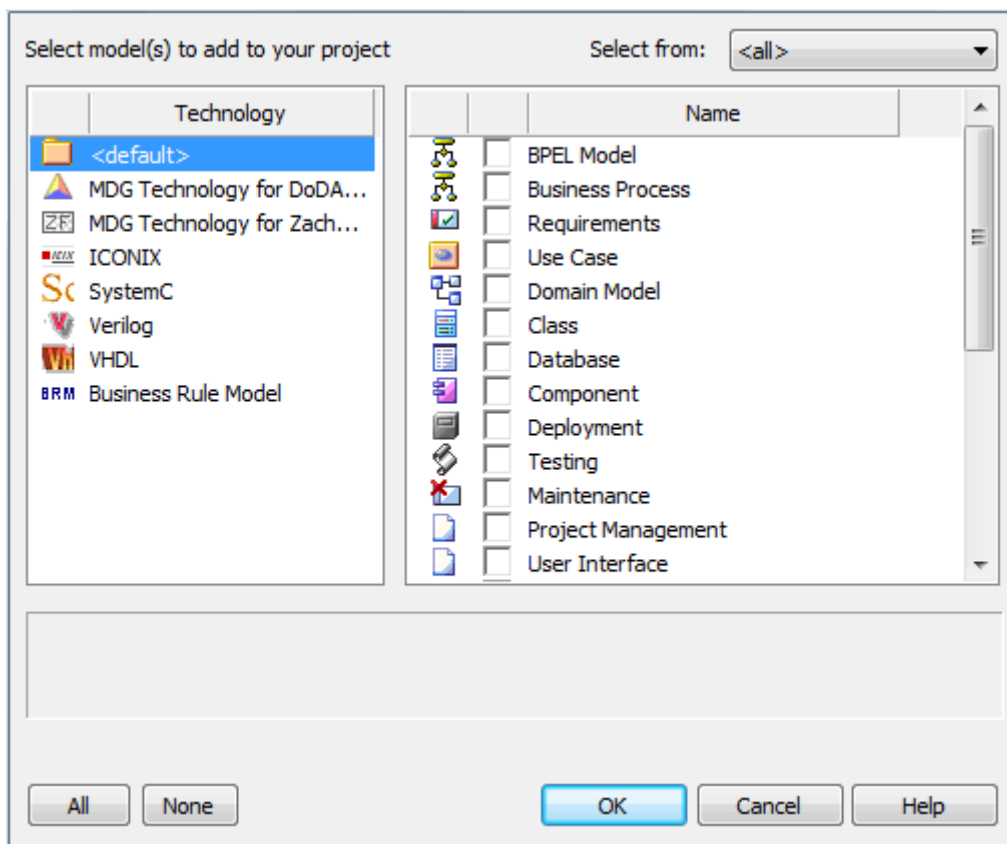 Select model(s) to add to your project
Select from:
<all>
Technology
<default>
MDG Technology for DoDA...
MDG Technology for Zach...
ICONIX
SystemC
Verilog
VHDL
BRM Business Rule Model
Name
BPEL Model
Business Process
Requirements
Use Case
Domain Model
Class
Database
Component
Deployment
Testing
Maintenance
Project Management
User Interface
All
None
OK
Cancel
Help